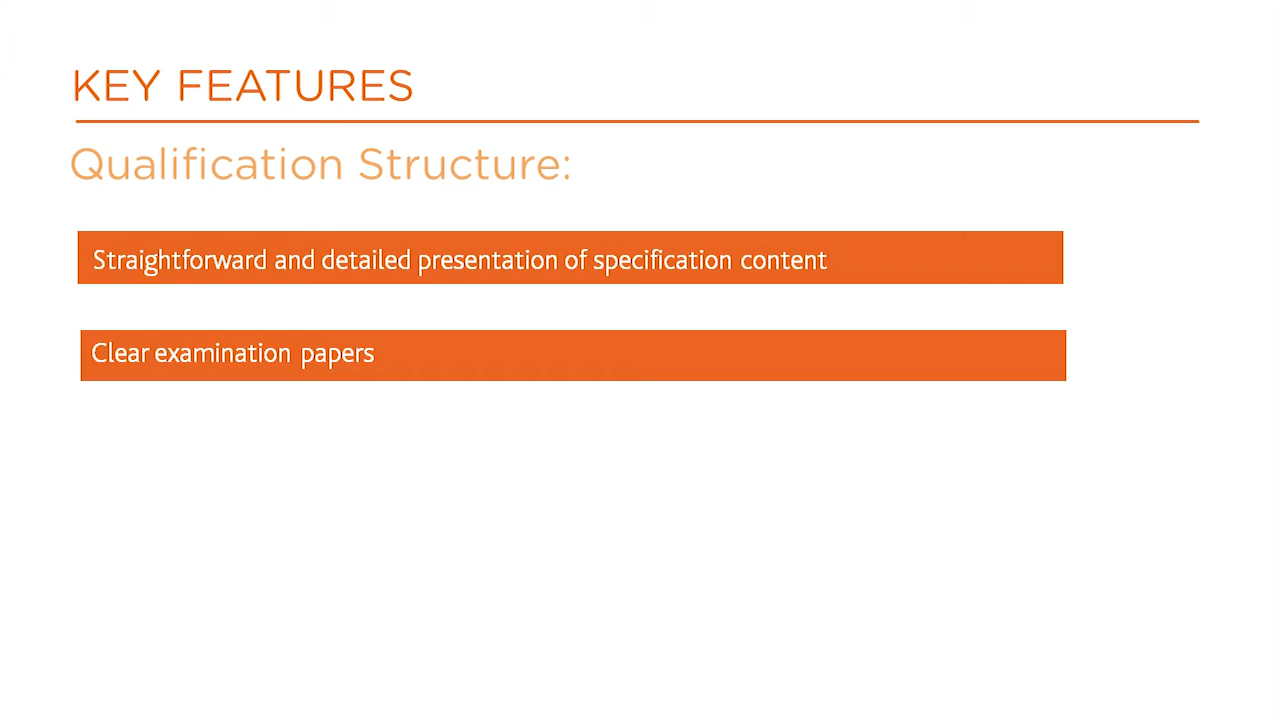 KEY FEATURES
Qualification Structure:
Straightforward and detailed presentation of specification content
Clear examination papers